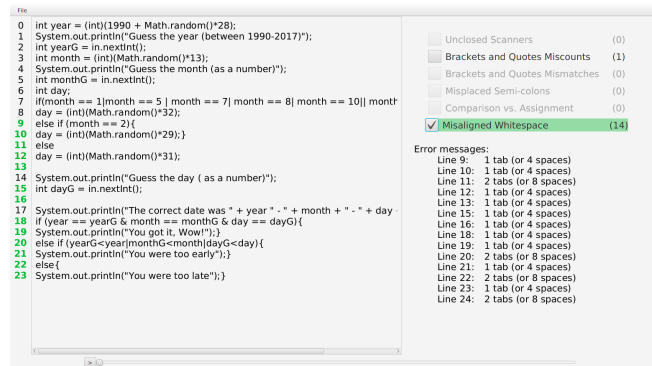 File
0 int year = (int)(1990 + Math.random()*28);
1 System.out.println("Guess the year (between 1990-2017)");
2 int yearG = in.nextInt();
3 int month = (int)(Math.random()*13);
4 System.out.println("Guess the month (as a number)");
5 int monthG = in.nextInt();
6 int day;
7 if(month == 1|month == 5 | month == 7| month == 8| month == 10|| month
8 day = (int)(Math.random()*32);
9 else if (month == 2){
10 day = (int)(Math.random()*29);}
11 else
12 day = (int)(Math.random()*31);
13
14 System.out.println("Guess the day ( as a number)");
15 int dayG = in.nextInt();
16
17 System.out.println("The correct date was " + year " - " + month + " - " + day -
18 if (year == yearG & month == monthG & day == dayG){
19 System.out.println("You got it, Wow!");}
20 else if (yearG<year|monthG<month|dayG<day){
21 System.out.println("You were too early");}
22 else{
23 System.out.println("You were too late");}
>
Unclosed Scanners (0)
Brackets and Quotes Miscounts (1)
Brackets and Quotes Mismatches (0)
Misplaced Semi-colons (0)
Comparison vs. Assignment (0)
Misaligned Whitespace (14)
Error messages:
Line 9: 1 tab (or 4 spaces)
Line 10: 1 tab (or 4 spaces)
Line 11: 2 tabs (or 8 spaces)
Line 12: 1 tab (or 4 spaces)
Line 13: 1 tab (or 4 spaces)
Line 15: 1 tab (or 4 spaces)
Line 16: 1 tab (or 4 spaces)
Line 18: 1 tab (or 4 spaces)
Line 19: 1 tab (or 4 spaces)
Line 20: 2 tabs (or 8 spaces)
Line 21: 1 tab (or 4 spaces)
Line 22: 2 tabs (or 8 spaces)
Line 23: 1 tab (or 4 spaces)
Line 24: 2 tabs (or 8 spaces)